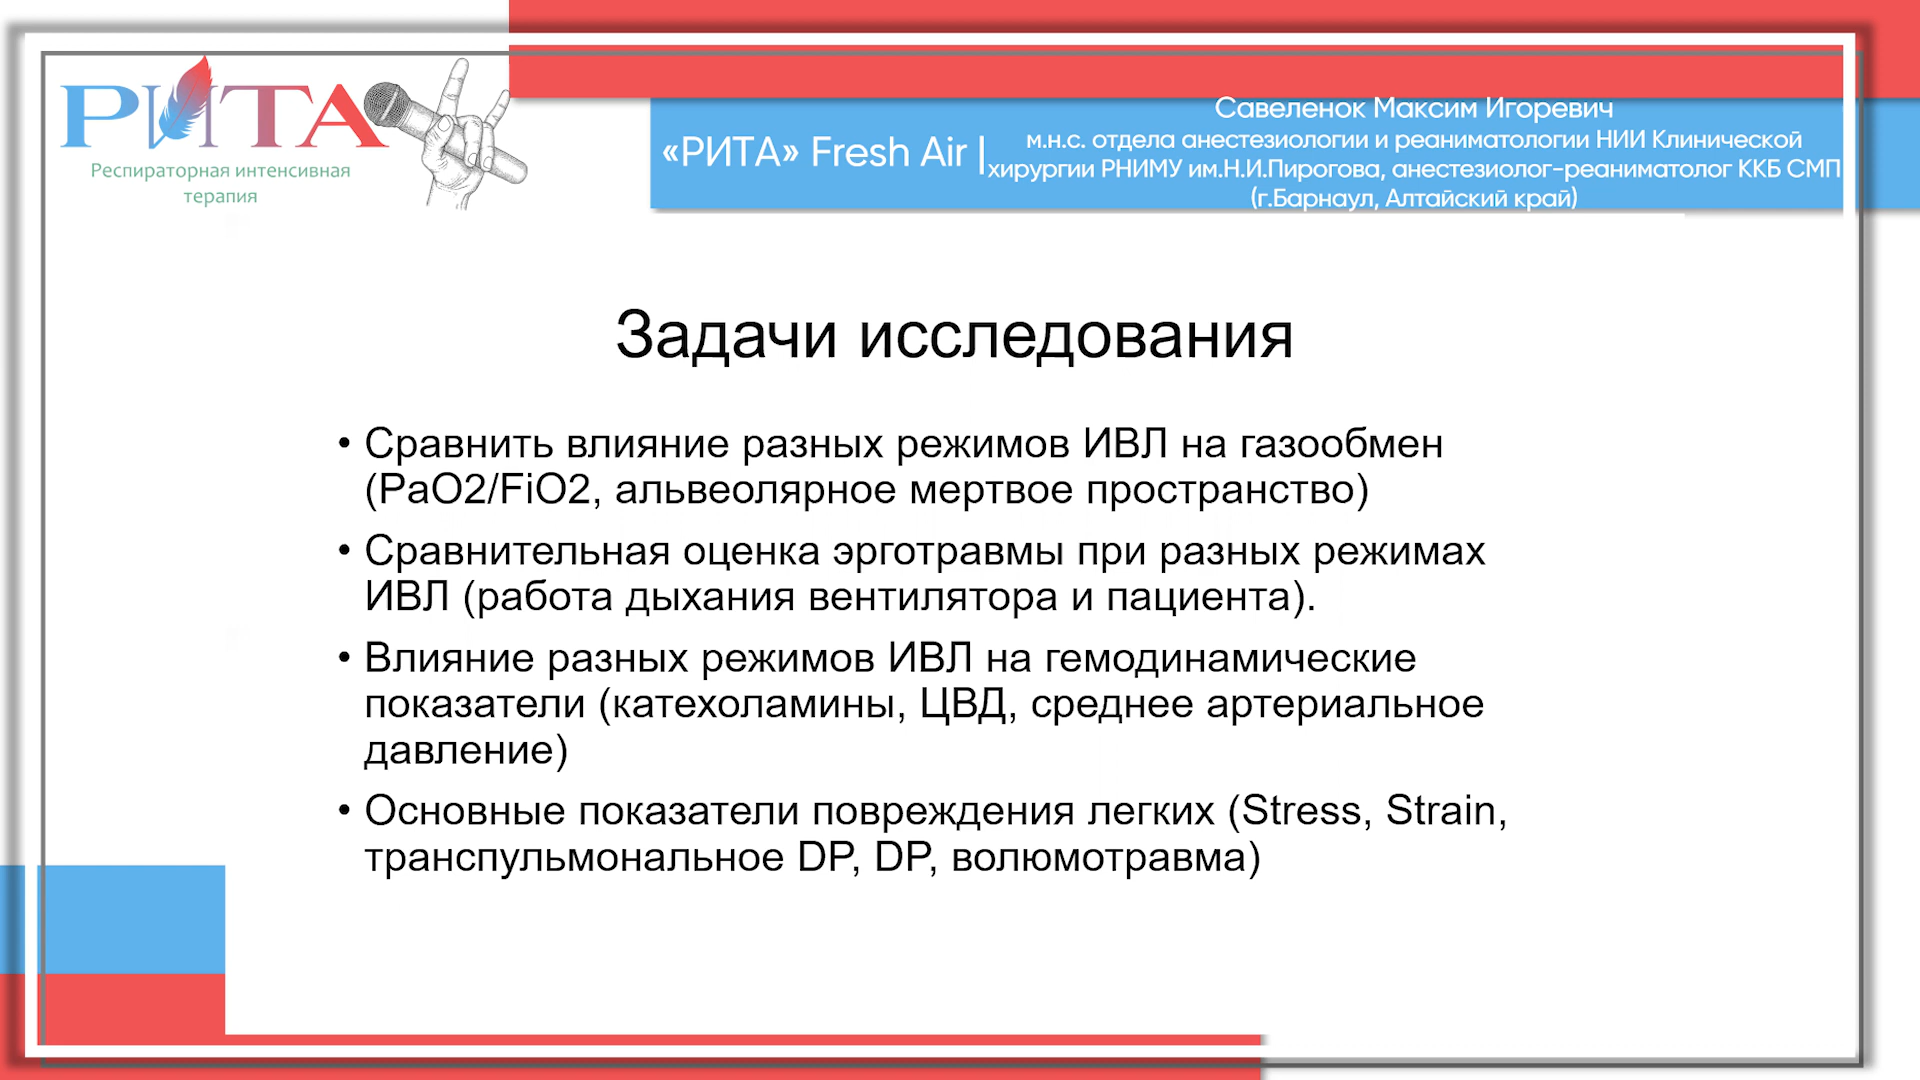 РИТА
Респираторная интенсивная
терапия
«РИТА» Fresh Air |
Савеленок Максим Игоревич
м.н.с. отдела анестезиологии и реаниматологии НИИ Клинической
хирургии РНИМУ им.Н.И.Пирогова, анестезиолог-реаниматолог ККБ СМП
(г.Барнаул, Алтайский край)
Задачи исследования
• Сравнить влияние разных режимов ИВЛ на газообмен
(PaO2/FiO2, альвеолярное мертвое пространство)
• Сравнительная оценка эрготравмы при разных режимах
ИВЛ (работа дыхания вентилятора и пациента).
• Влияние разных режимов ИВЛ на гемодинамические
показатели (катехоламины, ЦВД, среднее артериальное
давление)
• Основные показатели повреждения легких (Stress, Strain,
транспульмональное DP, DP, волюмотравма)